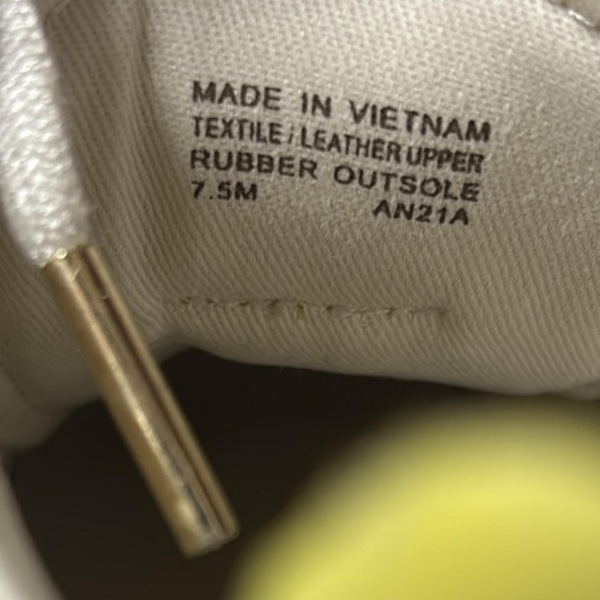 MADE IN VIETNAM
TEXTILE / LEATHER UPPER
RUBBER OUTSOLE
7.5M AN21A